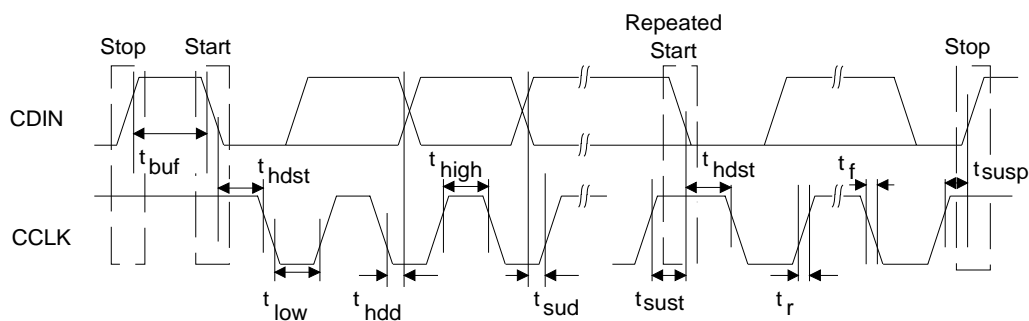 Repeated
Stop
Start
Start
Stop
CDIN
t buf
t hdst
t high
t hdst
t f
t susp
CCLK
t low
t hdd
t sud
t sust
t r